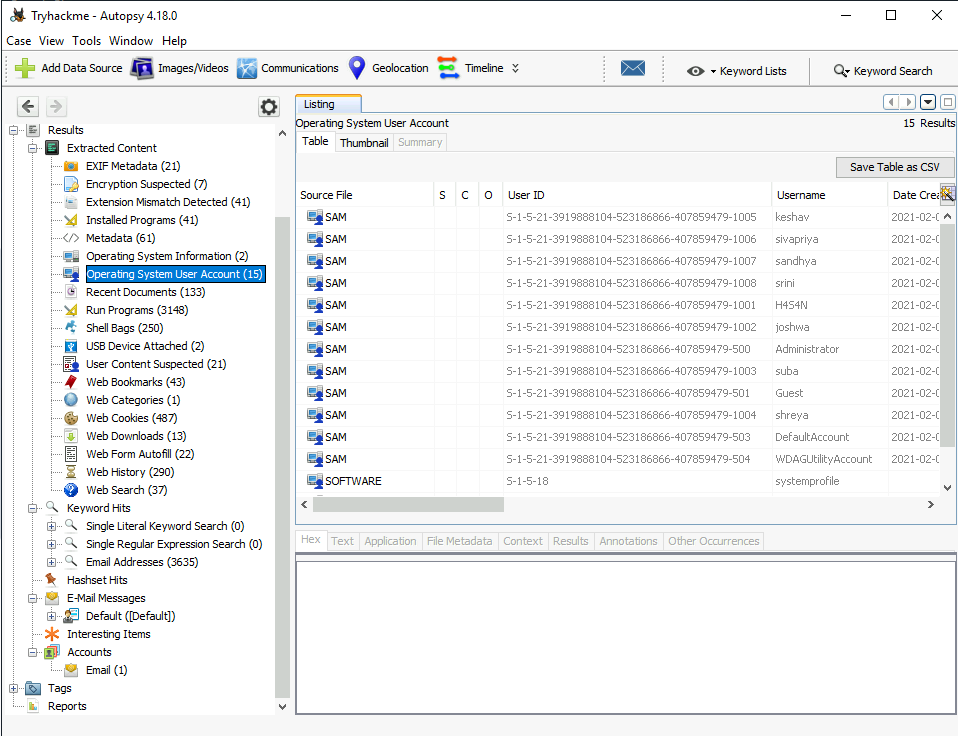 Tryhackme - Autopsy 4.18.0
Case View Tools Window Help
Add Data Source Images/Videos Communications Geolocation Timeline Keyword Lists Keyword Search
Results
Extracted Content
EXIF Metadata (21)
Encryption Suspected (7)
Extension Mismatch Detected (41)
Installed Programs (41)
Metadata (61)
Operating System Information (2)
Operating System User Account (15)
Recent Documents (133)
Run Programs (3148)
Shell Bags (250)
USB Device Attached (2)
User Content Suspected (21)
Web Bookmarks (43)
Web Categories (1)
Web Cookies (487)
Web Downloads (13)
Web Form Autofill (22)
Web History (290)
Web Search (37)
Keyword Hits
Single Literal Keyword Search (0)
Single Regular Expression Search (0)
Email Addresses (3635)
Hashset Hits
E-Mail Messages
Default ([Default])
Interesting Items
Accounts
Email (1)
Tags
Reports
Listing
Operating System User Account 15 Results
Table Thumbnail Summary
Save Table as CSV
Source File S C O User ID Username Date Crea
SAM S-1-5-21-3919888104-523186866-407859479-1005 keshav 2021-02-0
SAM S-1-5-21-3919888104-523186866-407859479-1006 sivapriya 2021-02-0
SAM S-1-5-21-3919888104-523186866-407859479-1007 sandhya 2021-02-0
SAM S-1-5-21-3919888104-523186866-407859479-1008 srini 2021-02-0
SAM S-1-5-21-3919888104-523186866-407859479-1001 H4S4N 2021-02-0
SAM S-1-5-21-3919888104-523186866-407859479-1002 joshwa 2021-02-0
SAM S-1-5-21-3919888104-523186866-407859479-500 Administrator 2021-02-0
SAM S-1-5-21-3919888104-523186866-407859479-1003 suba 2021-02-0
SAM S-1-5-21-3919888104-523186866-407859479-501 Guest 2021-02-0
SAM S-1-5-21-3919888104-523186866-407859479-1004 shreya 2021-02-0
SAM S-1-5-21-3919888104-523186866-407859479-503 DefaultAccount 2021-02-0
SAM S-1-5-21-3919888104-523186866-407859479-504 WDAGUtilityAccount 2021-02-0
SOFTWARE S-1-5-18 systemprofile
Hex Text Application File Metadata Context Results Annotations Other Occurrences